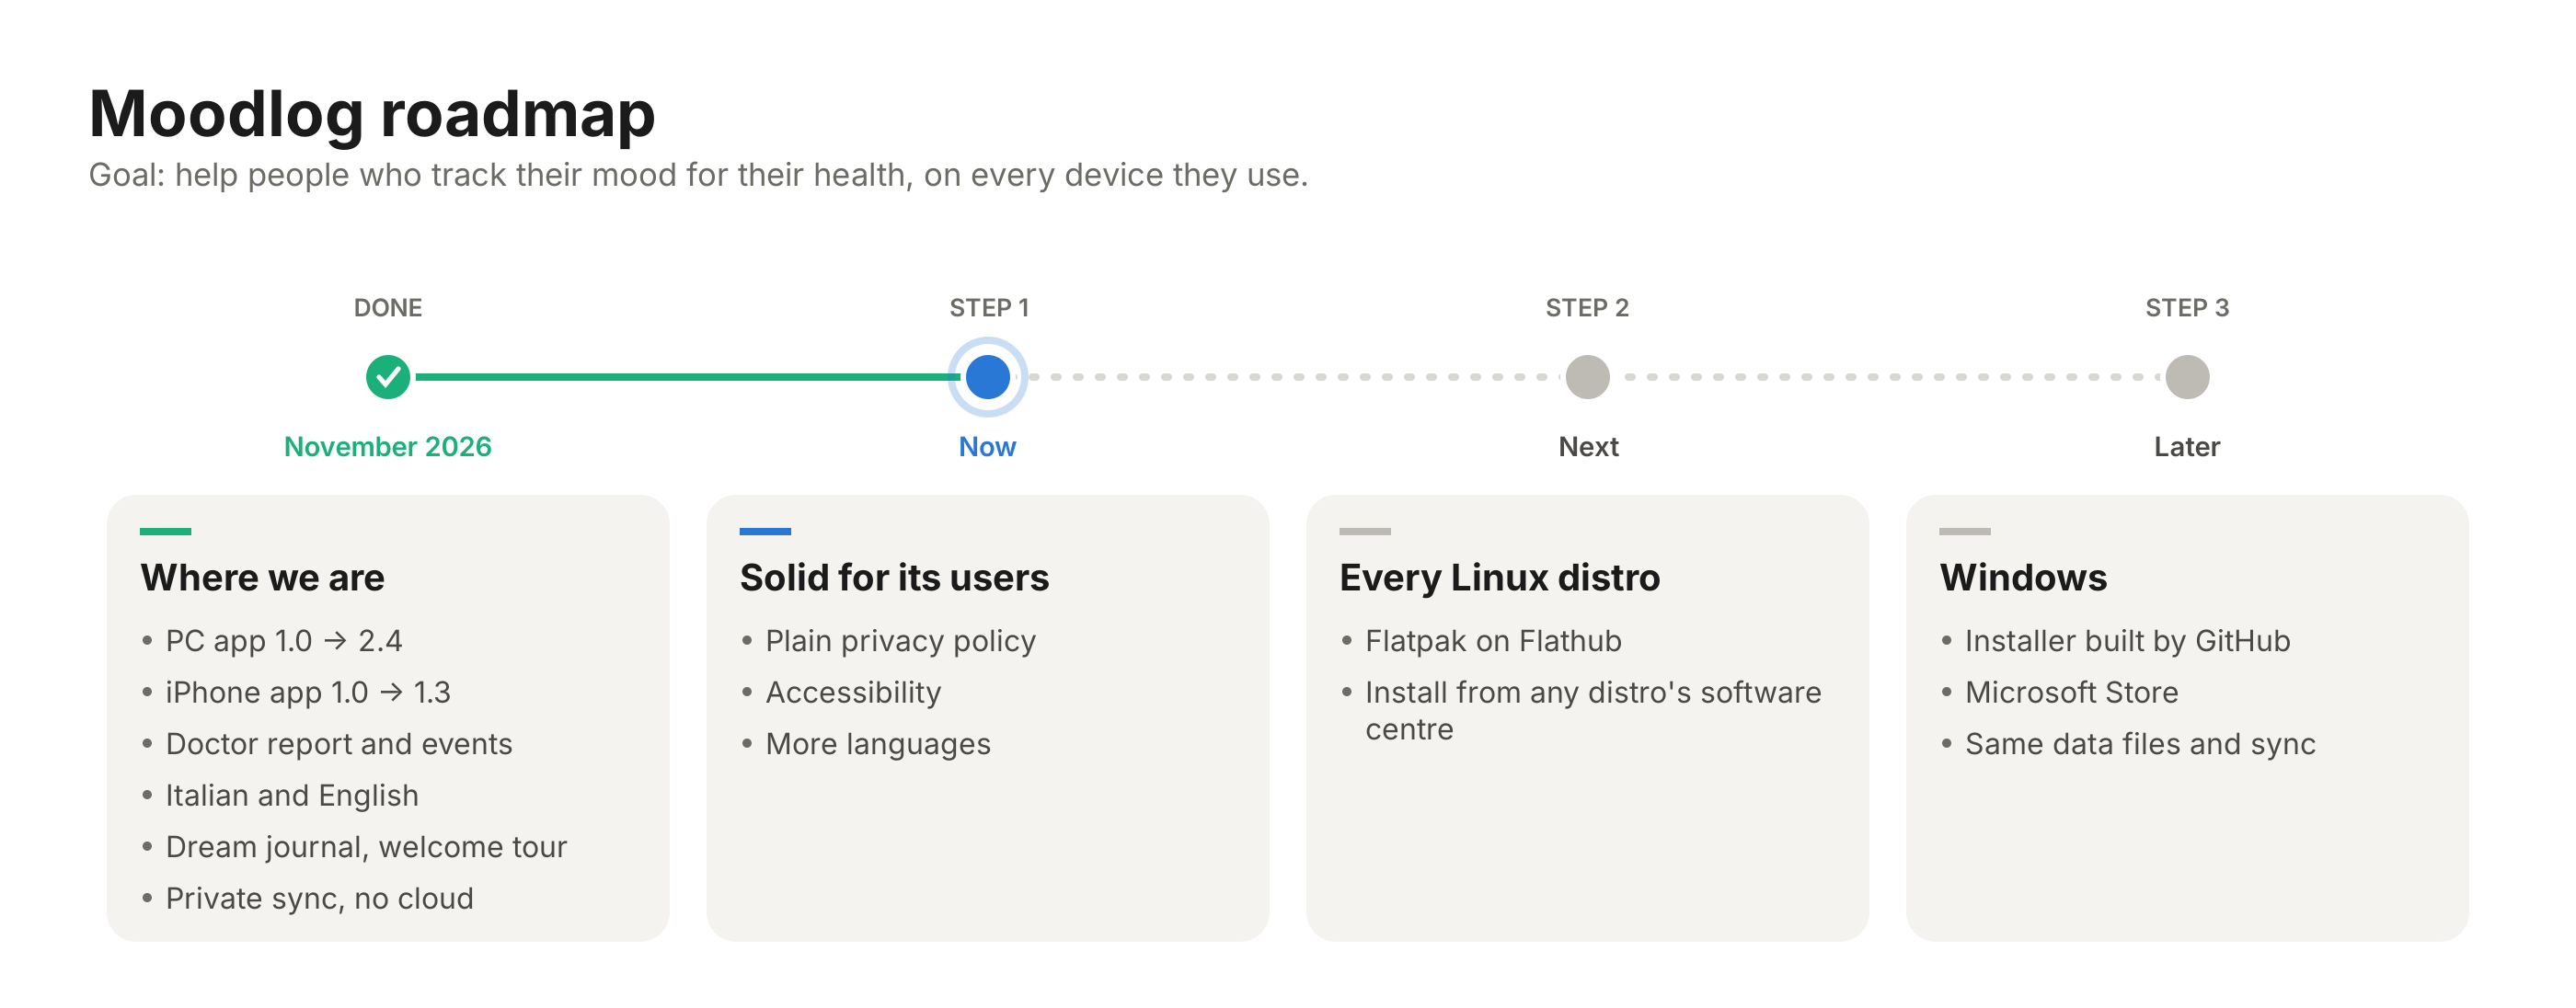 Moodlog roadmap
Goal: help people who track their mood for their health, on every device they use.
DONE
STEP 1
STEP 2
STEP 3
November 2026
Now
Next
Later
Where we are
• PC app 1.0 → 2.4
• iPhone app 1.0 → 1.3
• Doctor report and events
• Italian and English
• Dream journal, welcome tour
• Private sync, no cloud
Solid for its users
• Plain privacy policy
• Accessibility
• More languages
Every Linux distro
• Flatpak on Flathub
• Install from any distro's software
centre
Windows
• Installer built by GitHub
• Microsoft Store
• Same data files and sync